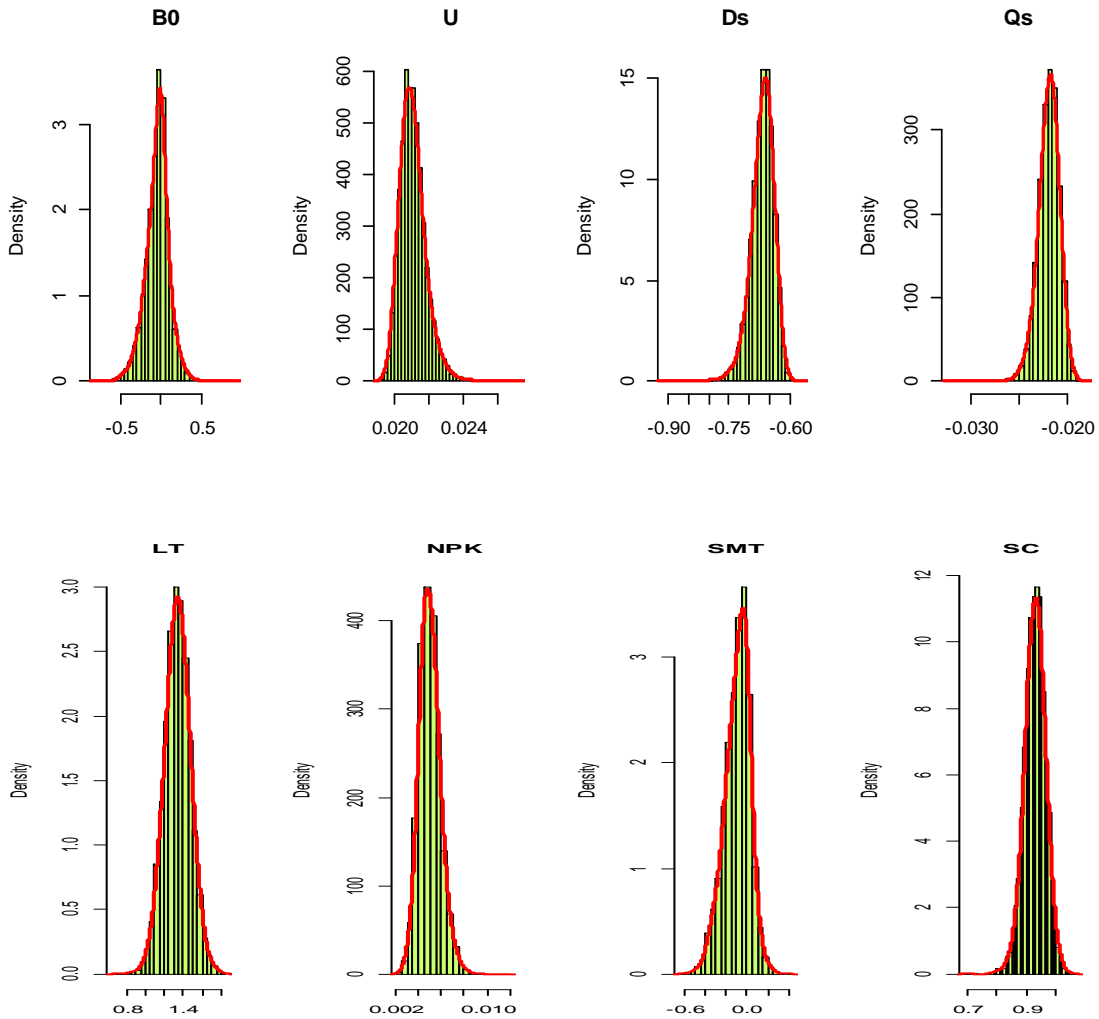 B0
U
Ds
Qs
Density
0 1 2 3
-0.5 0.5
Density
0 100 200 300 400 500 600
0.020 0.024
Density
0 5 10 15
-0.90 -0.75 -0.60
Density
0 100 200 300
-0.030 -0.020
LT
NPK
SMT
SC
Density
0.0 0.5 1.0 1.5 2.0 2.5 3.0
0.8 1.4
Density
0 100 200 300 400
0.002 0.010
Density
0 1 2 3
-0.6 0.0
Density
0 2 4 6 8 10 12
0.7 0.9